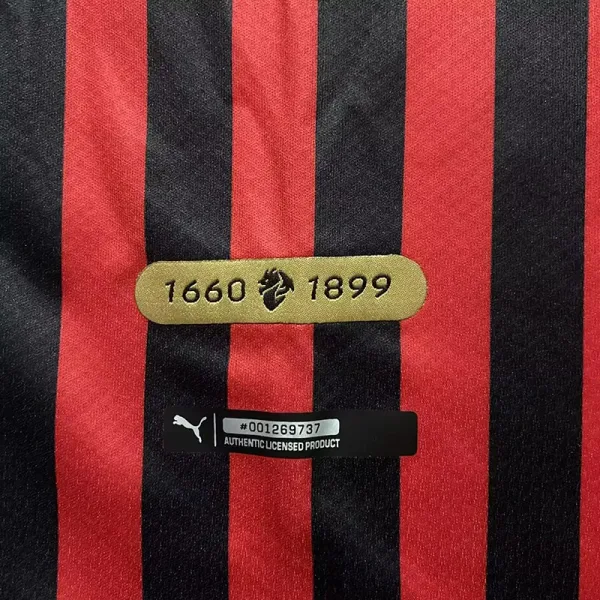 1660 1899
#001269737
AUTHENTIC LICENSED PRODUCT